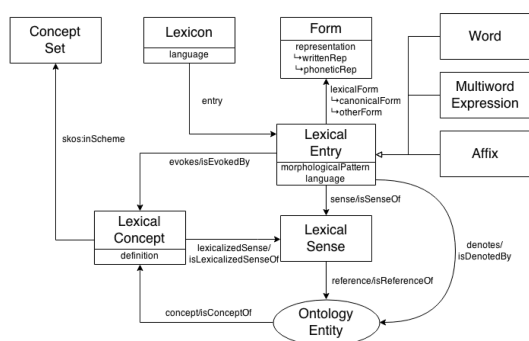 Concept
Set
Lexicon
language
Form
representation
↳writtenRep
↳phoneticRep
Word
Multiword
Expression
Affix
entry
lexicalForm
↳canonicalForm
↳otherForm
skos:inScheme
Lexical
Entry
morphologicalPattern
language
evokes/isEvokedBy
sense/isSenseOf
Lexical
Concept
definition
lexicalizedSense/
isLexicalizedSenseOf
Lexical
Sense
denotes/
isDenotedBy
reference/isReferenceOf
concept/isConceptOf
Ontology
Entity